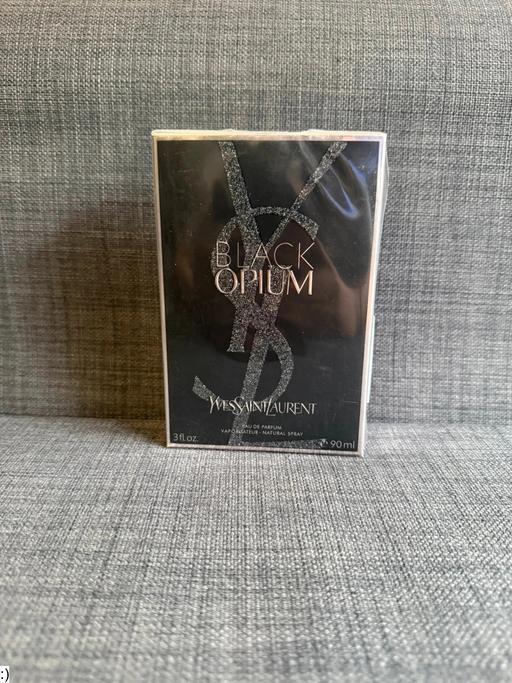 BLACK
OPIUM
YVESSAINTLAURENT
EAU DE PARFUM
VAPORISATEUR - NATURAL SPRAY
3 fl.oz. e 90 ml
:)